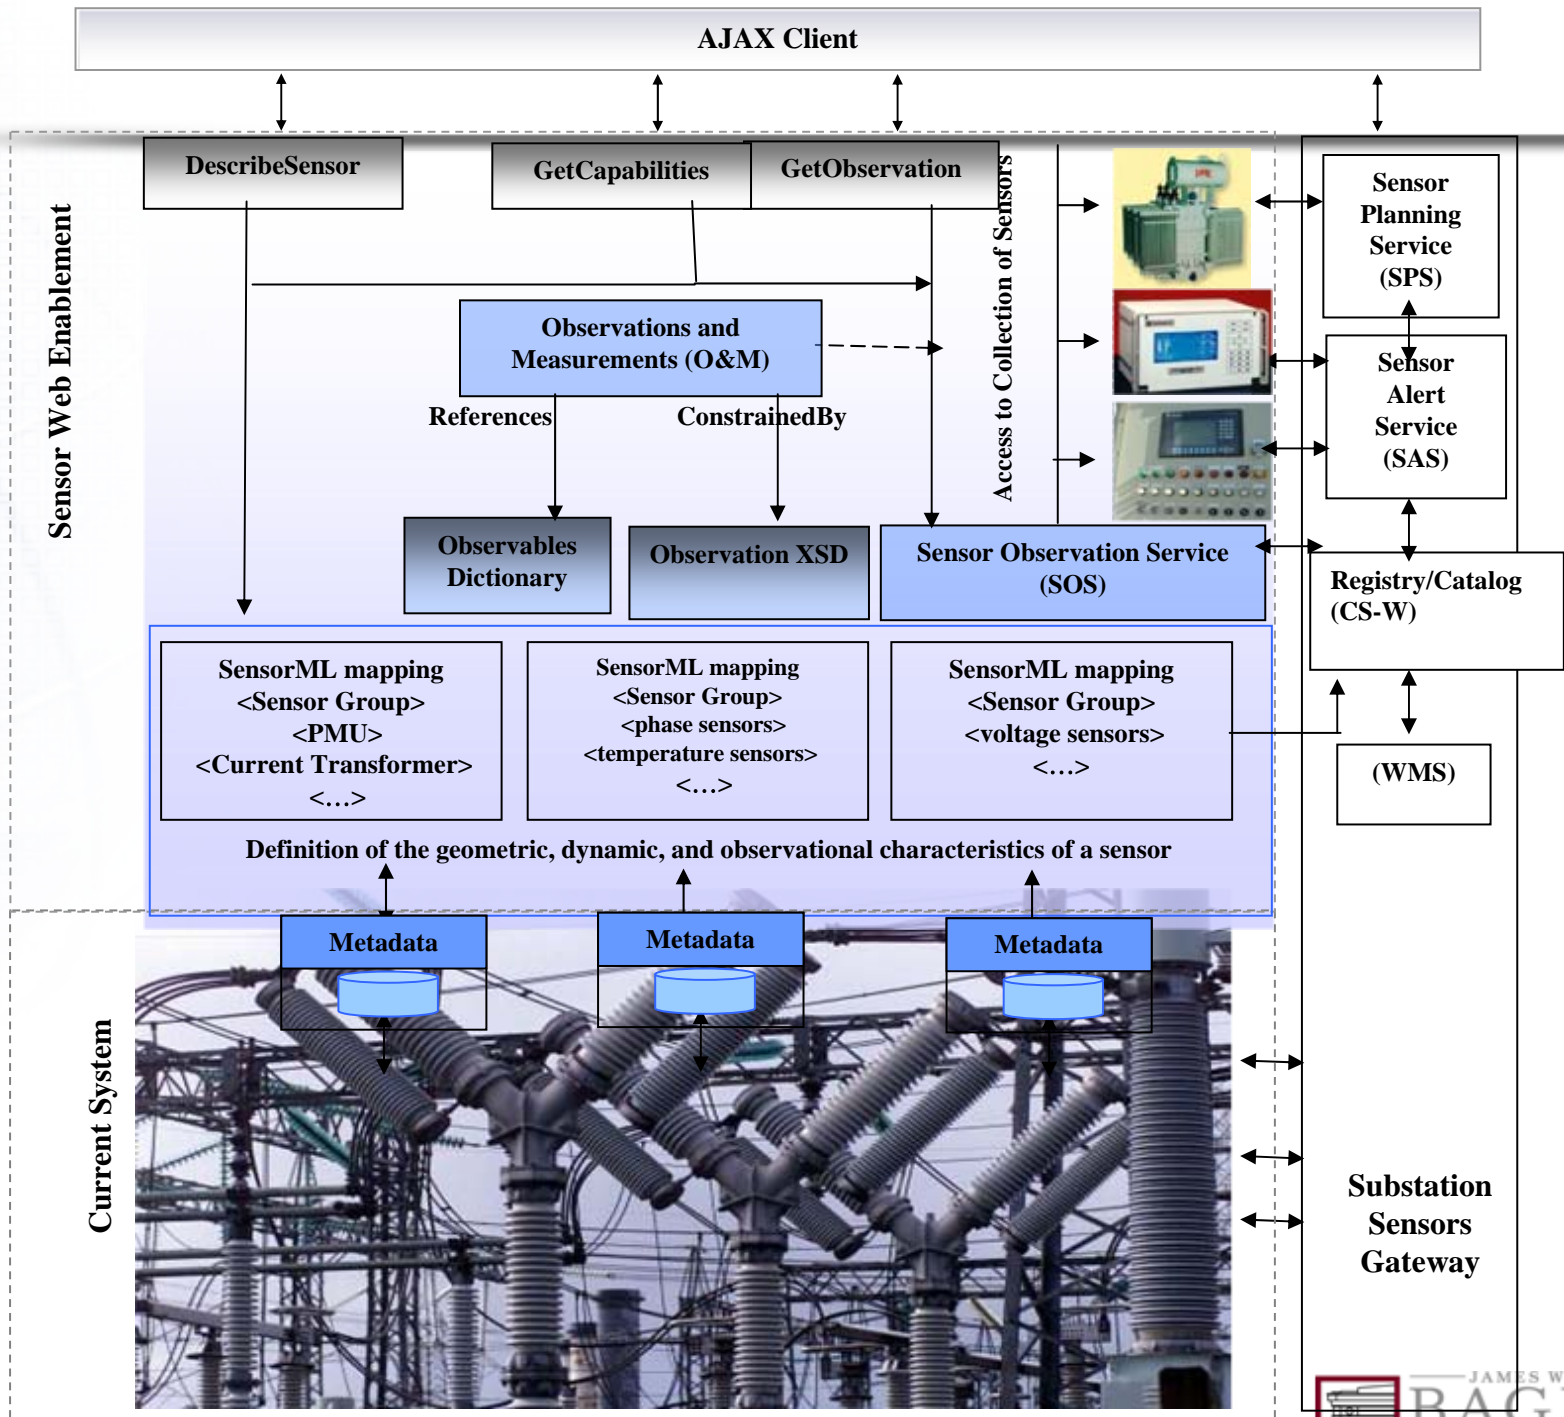 AJAX Client
DescribeSensor
GetCapabilities
GetObservation
Sensor Web Enablement
Access to Collection of Sensors
Sensor
Planning
Service
(SPS)
Observations and
Measurements (O&M)
References
ConstrainedBy
Sensor
Alert
Service
(SAS)
Observables
Dictionary
Observation XSD
Sensor Observation Service
(SOS)
Registry/Catalog
(CS-W)
SensorML mapping
<Sensor Group>
<PMU>
<Current Transformer>
<…>
SensorML mapping
<Sensor Group>
<phase sensors>
<temperature sensors>
<…>
SensorML mapping
<Sensor Group>
<voltage sensors>
<…>
(WMS)
Definition of the geometric, dynamic, and observational characteristics of a sensor
Metadata
Metadata
Metadata
Current System
Substation
Sensors
Gateway
JAMES W